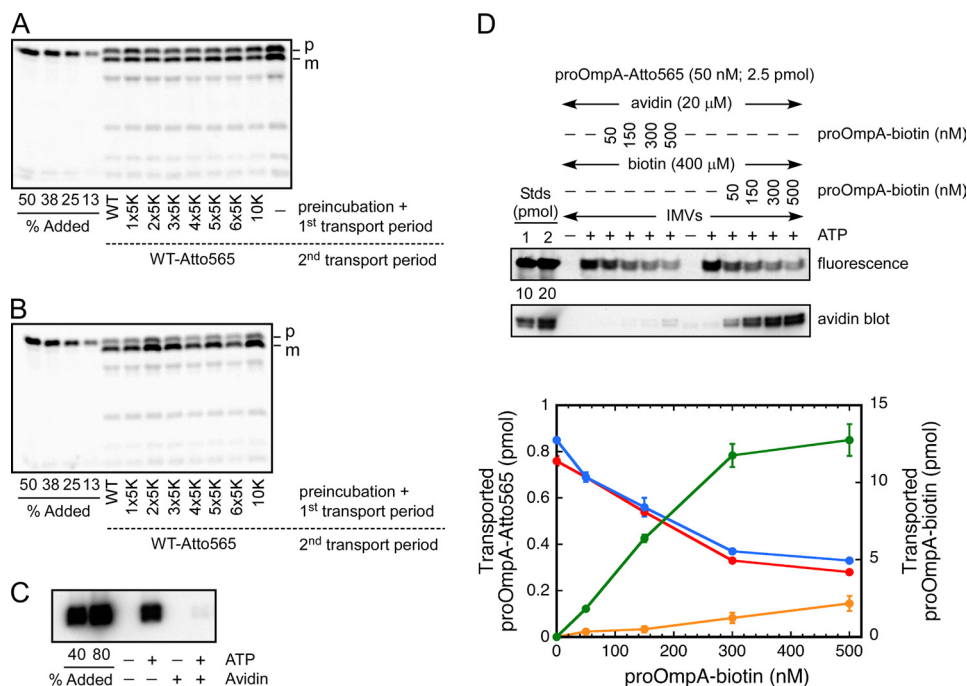 A
p
m
50 38 25 13
% Added
WT
1x5K
2x5K
3x5K
4x5K
5x5K
6x5K
10K
–
preincubation +
1st transport period
WT-Atto565
2nd transport period
B
p
m
50 38 25 13
% Added
WT
1x5K
2x5K
3x5K
4x5K
5x5K
6x5K
10K
preincubation +
1st transport period
WT-Atto565
2nd transport period
C
40 80 – + – + ATP
% Added – – + + Avidin
D
proOmpA-Atto565 (50 nM; 2.5 pmol)
avidin (20 μM)
– – 50 150 300 500 – – – – – – proOmpA-biotin (nM)
biotin (400 μM)
– – – – – – – – 50 150 300 500 proOmpA-biotin (nM)
Stds
(pmol)
IMVs
1 2 – + + + + + – + + + + + ATP
fluorescence
10 20
avidin blot
Transported
proOmpA-Atto565 (pmol)
1
0.8
0.6
0.4
0.2
0
15
10
5
0
Transported
proOmpA-biotin (pmol)
0 100 200 300 400 500
proOmpA-biotin (nM)